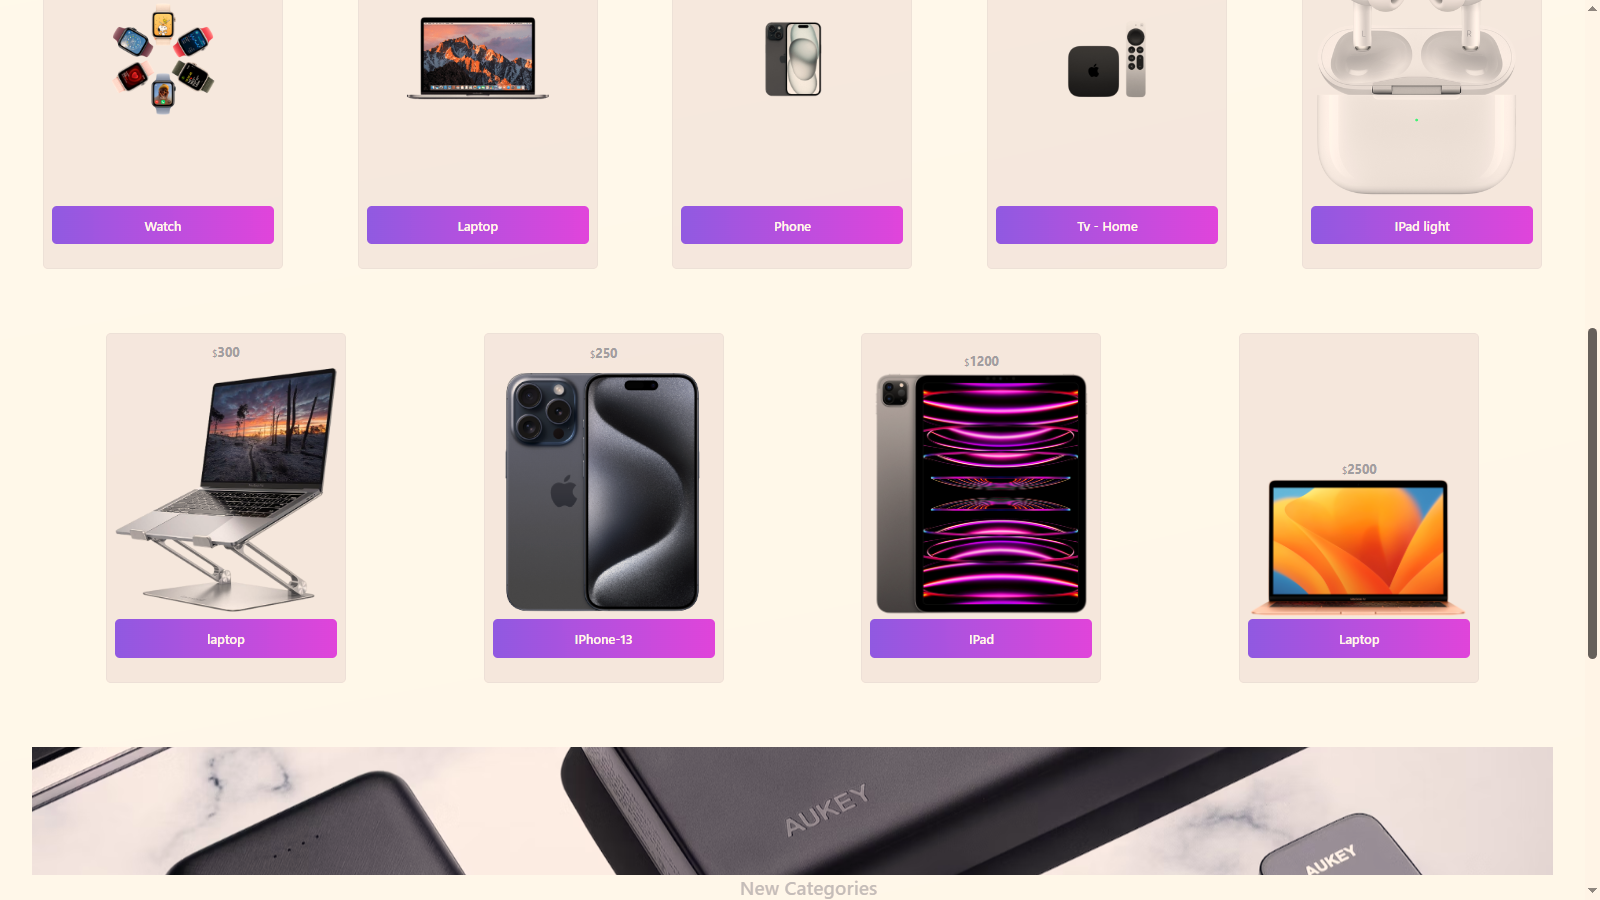 L R
Watch
Laptop
Phone
Tv - Home
IPad light
$300
$250
$1200
$2500
laptop
IPhone-13
IPad
Laptop
AUKEY
AUKEY
New Categories